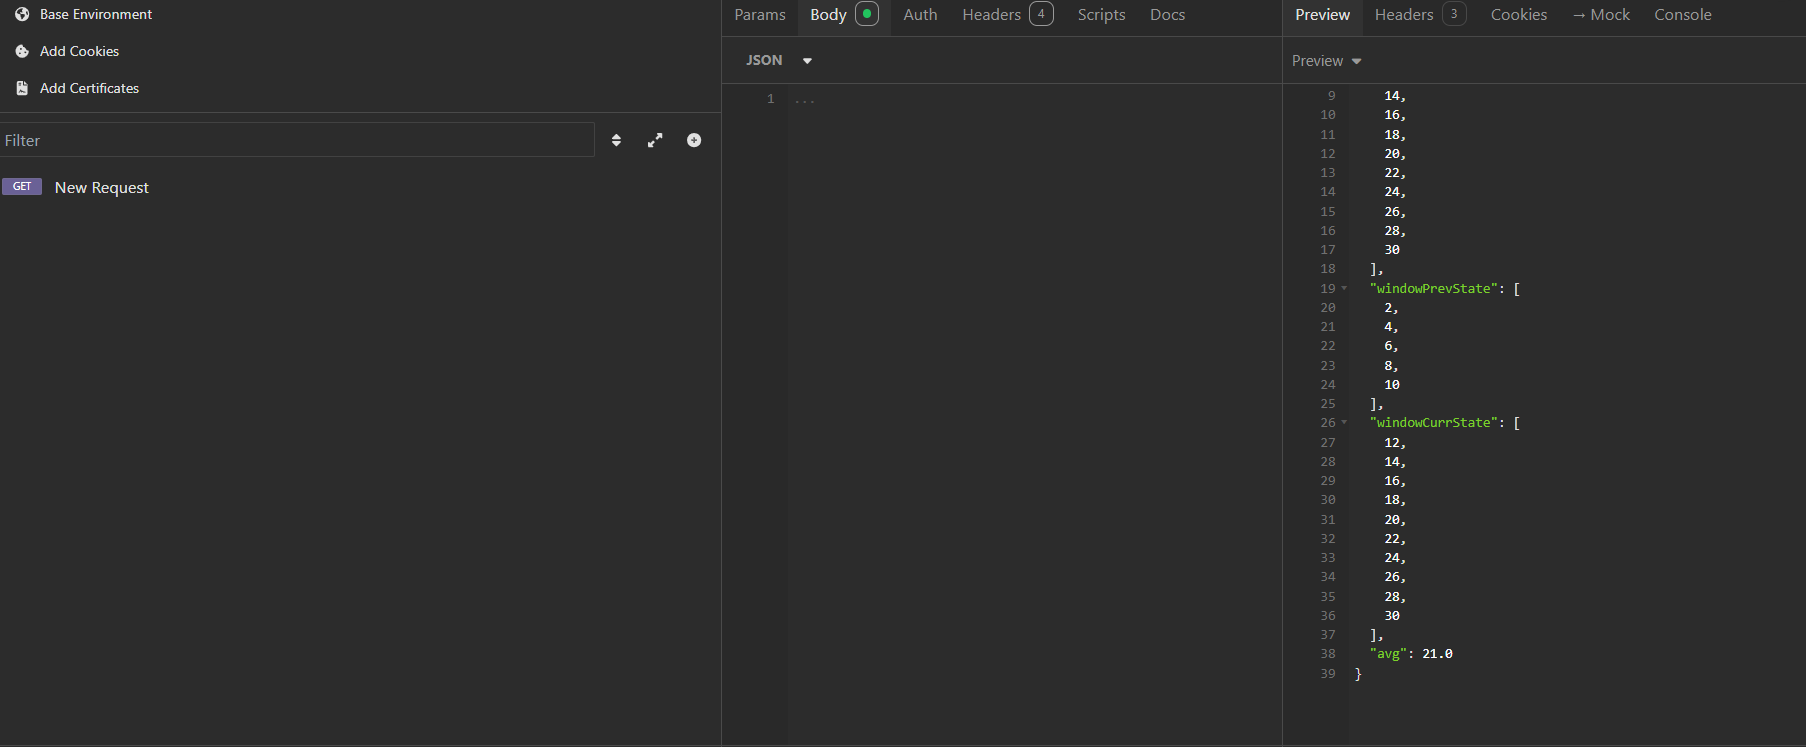 Base Environment
Add Cookies
Add Certificates
Filter
GET New Request
Params Body Auth Headers 4 Scripts Docs
JSON
1 ...
Preview Headers 3 Cookies → Mock Console
Preview
9 14,
10 16,
11 18,
12 20,
13 22,
14 24,
15 26,
16 28,
17 30
18 ],
19 "windowPrevState": [
20 2,
21 4,
22 6,
23 8,
24 10
25 ],
26 "windowCurrState": [
27 12,
28 14,
29 16,
30 18,
31 20,
32 22,
33 24,
34 26,
35 28,
36 30
37 ],
38 "avg": 21.0
39 }